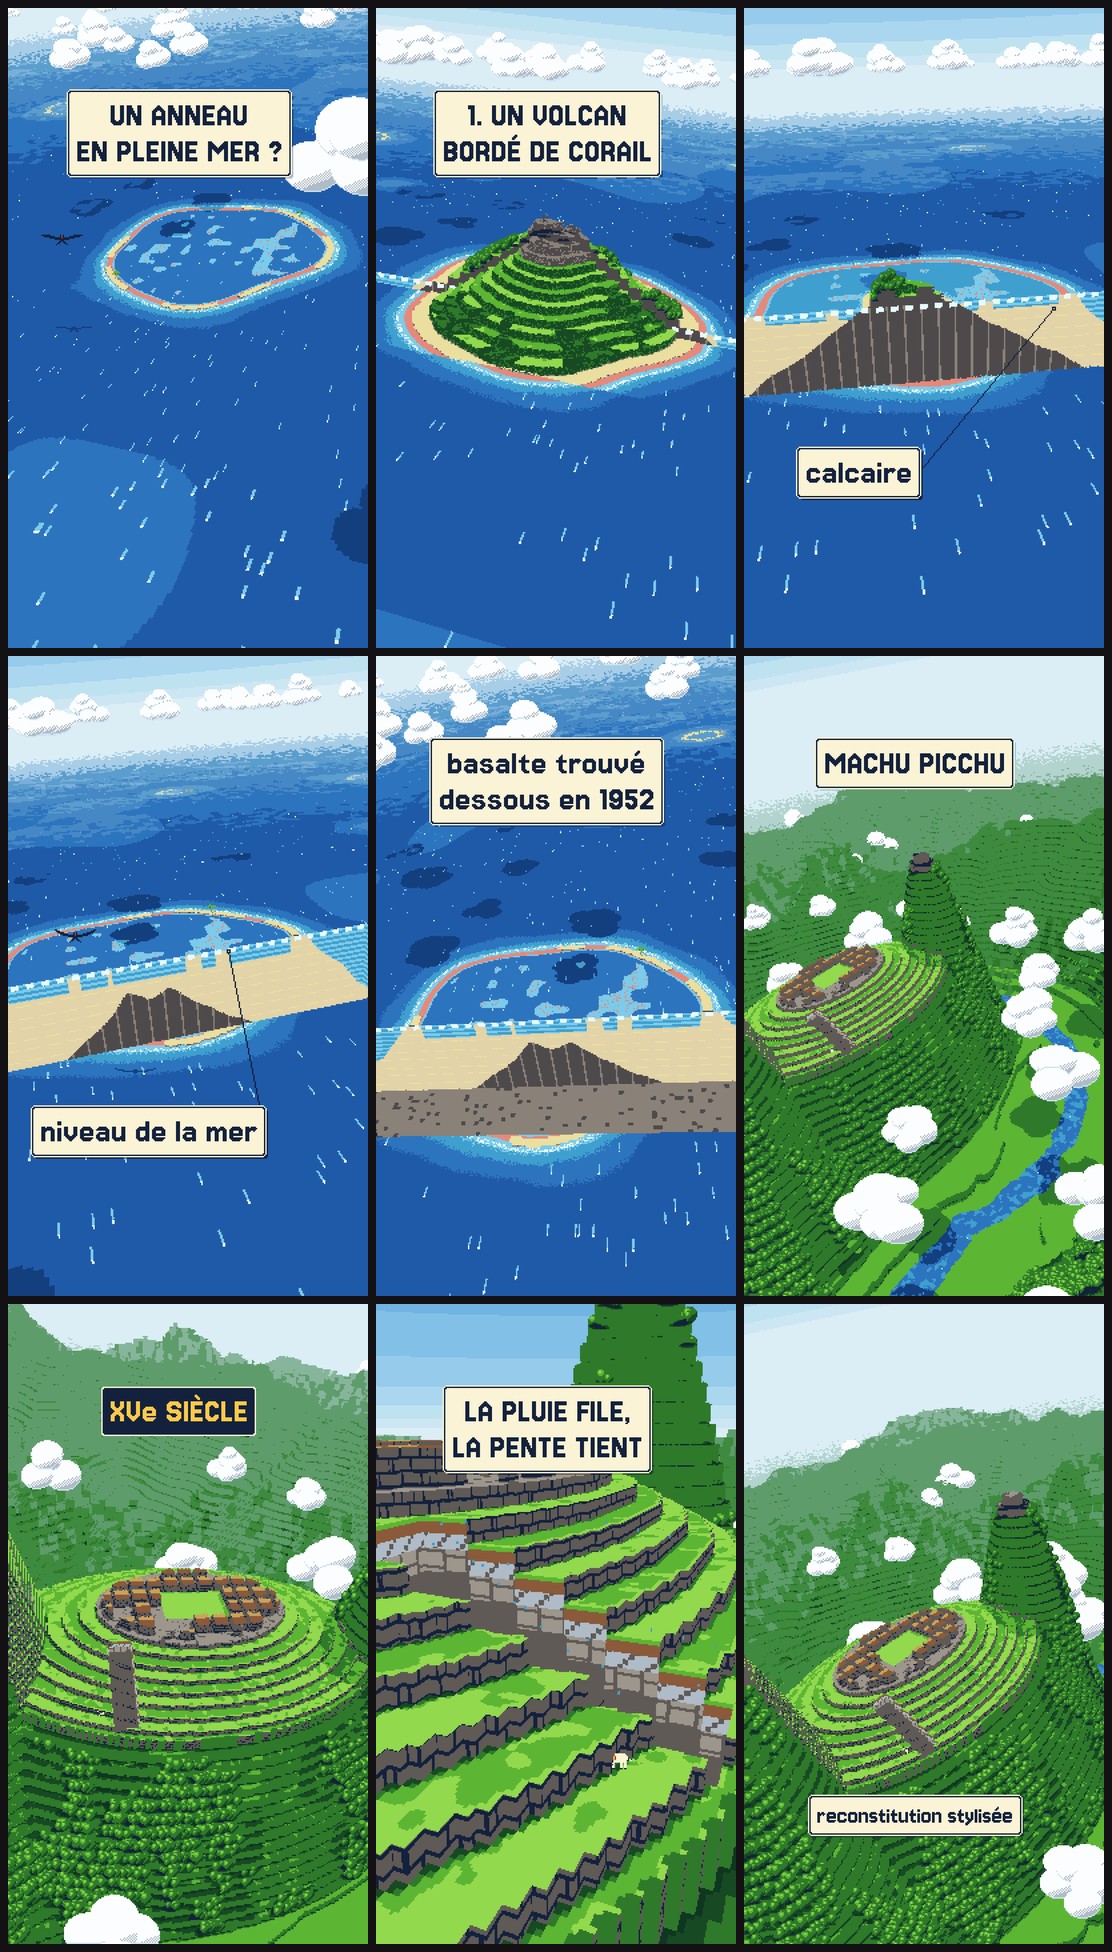 UN ANNEAU
EN PLEINE MER ?
1. UN VOLCAN
BORDÉ DE CORAIL
calcaire
niveau de la mer
basalte trouvé
dessous en 1952
MACHU PICCHU
XVe SIÈCLE
LA PLUIE FILE,
LA PENTE TIENT
reconstitution stylisée